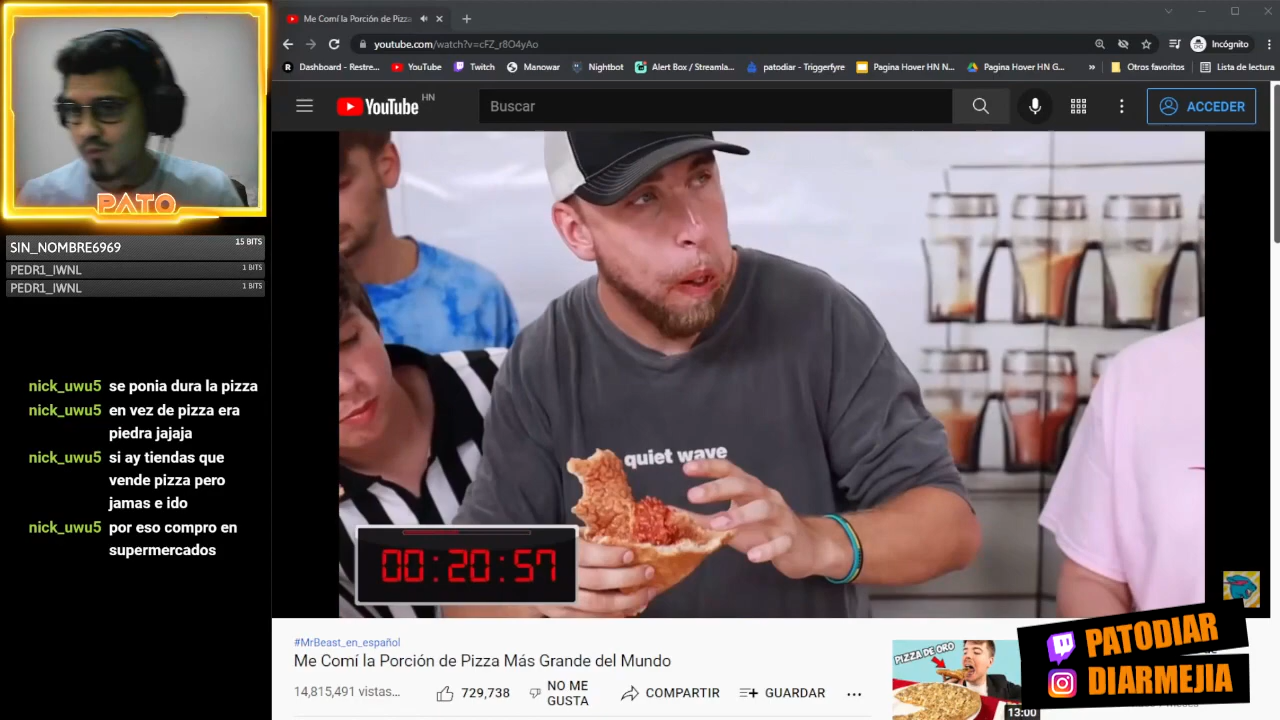 Me Comí la Porción de Pizza
youtube.com/watch?v=cFZ_r8O4yAo
Incógnito
Dashboard - Restre...
YouTube
Twitch
Manowar
Nightbot
Alert Box / Streamla...
patodiar - Triggerfyre
Pagina Hover HN N...
Pagina Hover HN G...
»
Otros favoritos
Lista de lectura
YouTube HN
Buscar
ACCEDER
PATO
SIN_NOMBRE6969 15 BITS
PEDR1_IWNL 1 BITS
PEDR1_IWNL 1 BITS
nick_uwu5 se ponia dura la pizza
nick_uwu5 en vez de pizza era
piedra jajaja
nick_uwu5 si ay tiendas que
vende pizza pero
jamas e ido
nick_uwu5 por eso compro en
supermercados
quiet wave
00:20:57
#MrBeast_en_español
Me Comí la Porción de Pizza Más Grande del Mundo
14,815,491 vistas...
729,738
NO ME
GUSTA
COMPARTIR
GUARDAR
PIZZA DE ORO
13:00
PATODIAR
DIARMEJIA